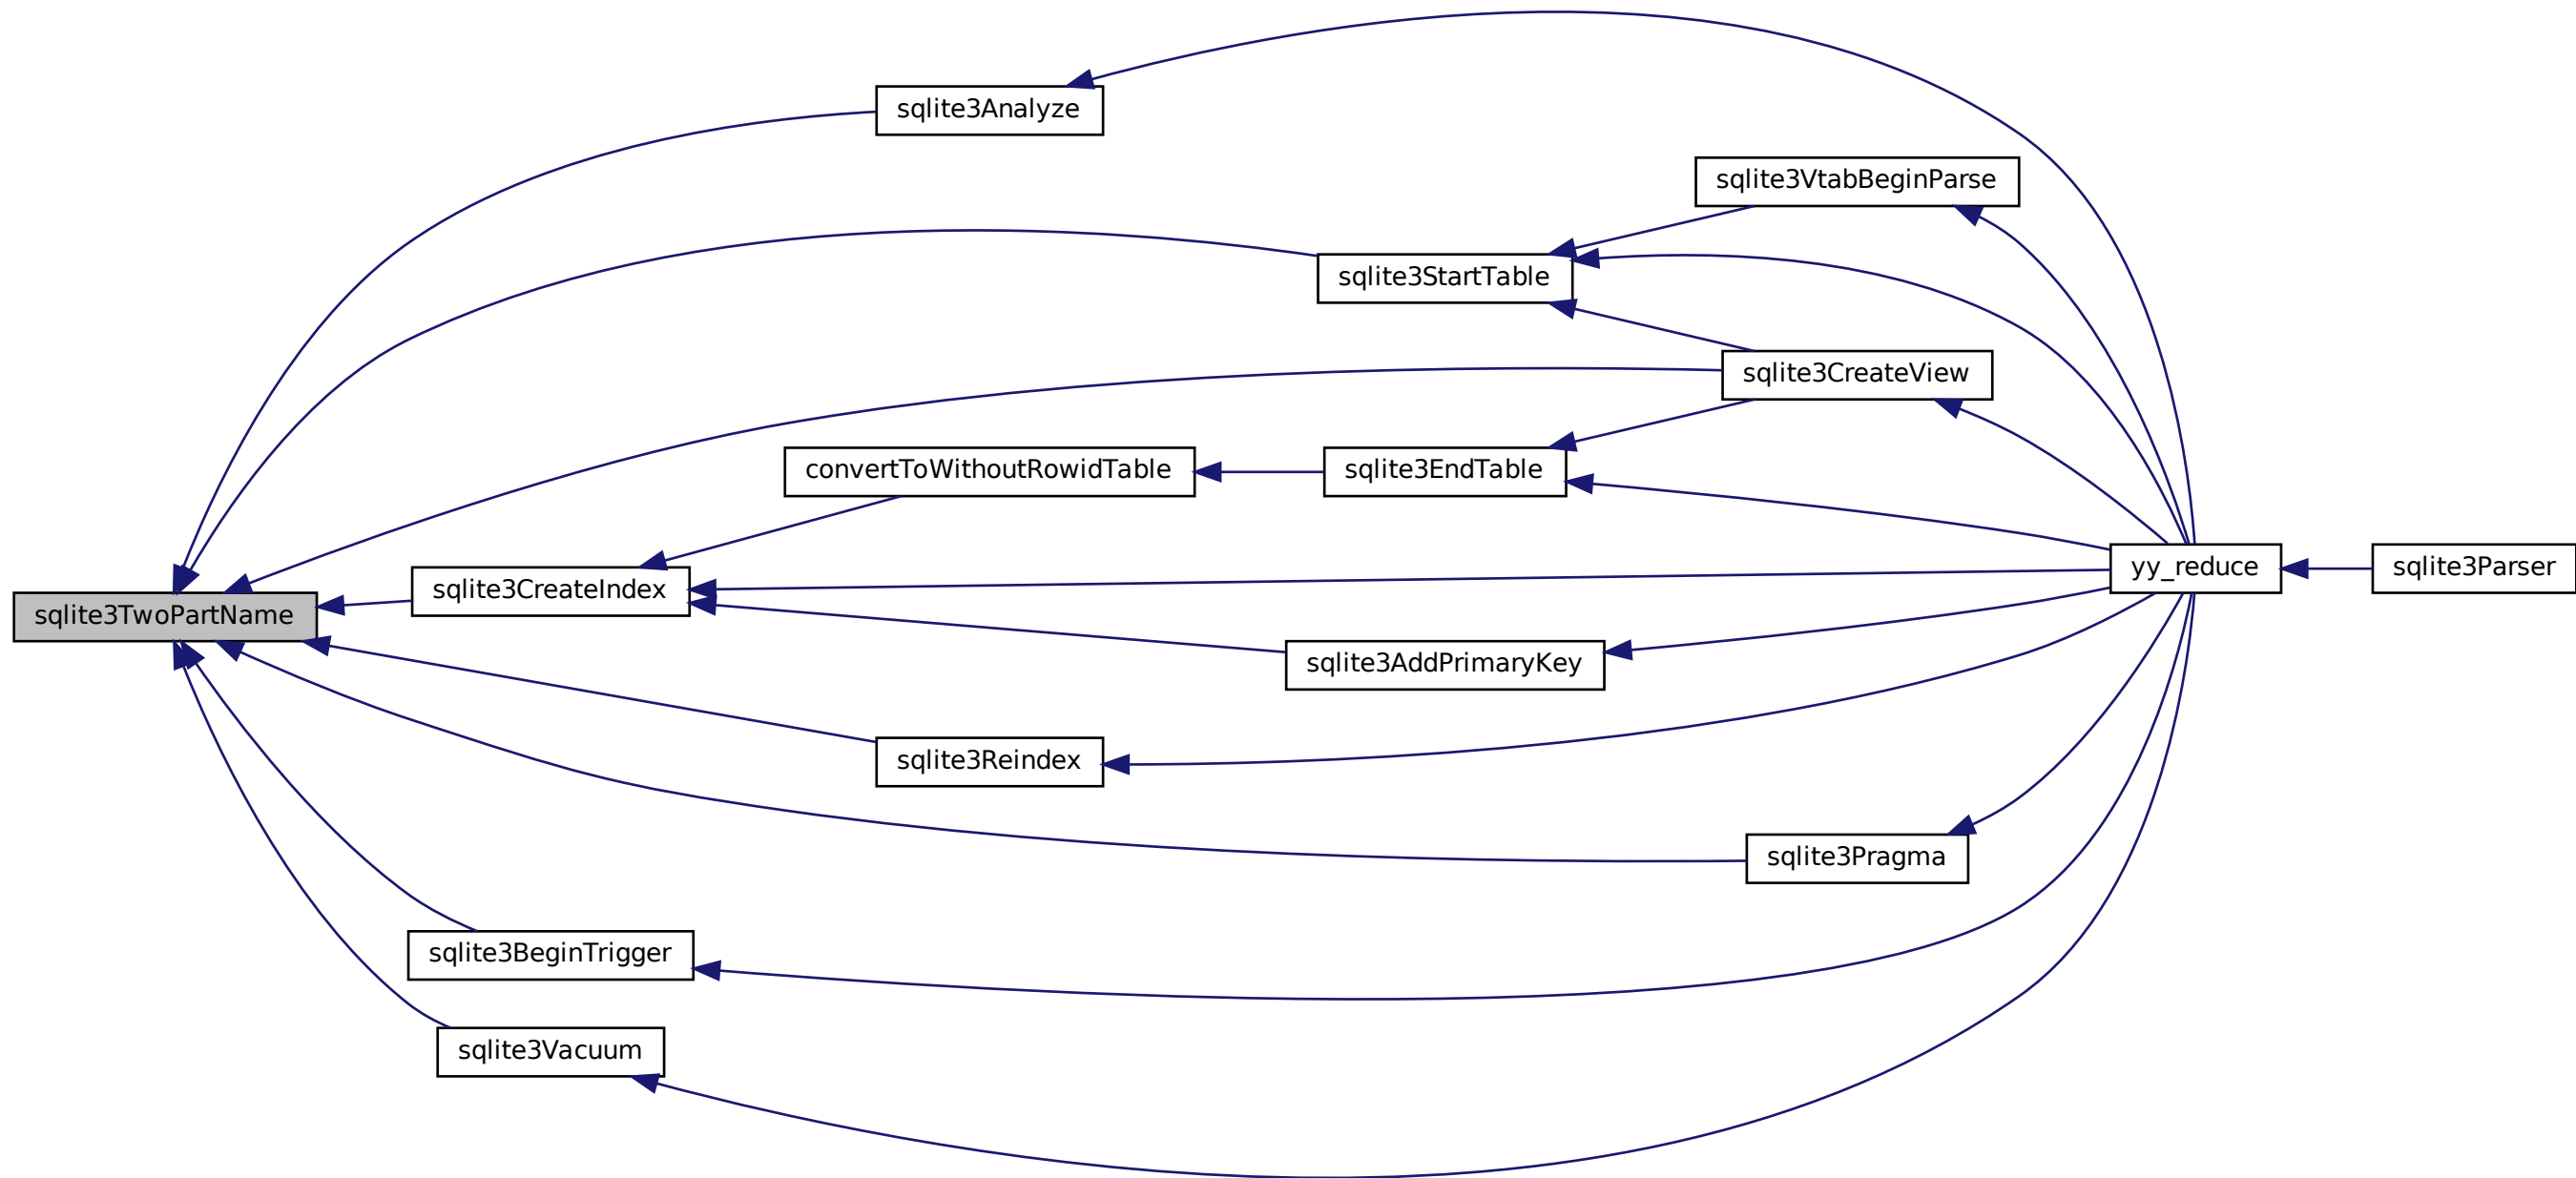 sqlite3Analyze
sqlite3VtabBeginParse
sqlite3StartTable
sqlite3CreateView
convertToWithoutRowidTable
sqlite3EndTable
yy_reduce
sqlite3Parser
sqlite3CreateIndex
sqlite3TwoPartName
sqlite3AddPrimaryKey
sqlite3Reindex
sqlite3Pragma
sqlite3BeginTrigger
sqlite3Vacuum